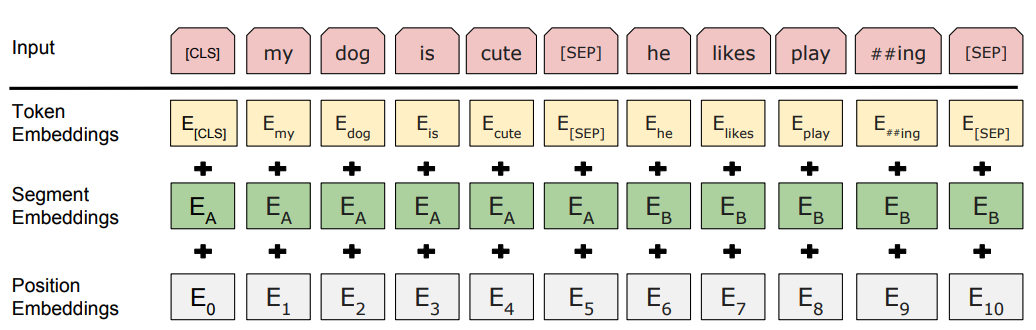 Input [CLS] my dog is cute [SEP] he likes play ##ing [SEP]
Token
Embeddings E[CLS] Emy Edog Eis Ecute E[SEP] Ehe Elikes Eplay E##ing E[SEP]
+ + + + + + + + + + +
Segment
Embeddings EA EA EA EA EA EA EB EB EB EB EB
+ + + + + + + + + + +
Position
Embeddings E0 E1 E2 E3 E4 E5 E6 E7 E8 E9 E10